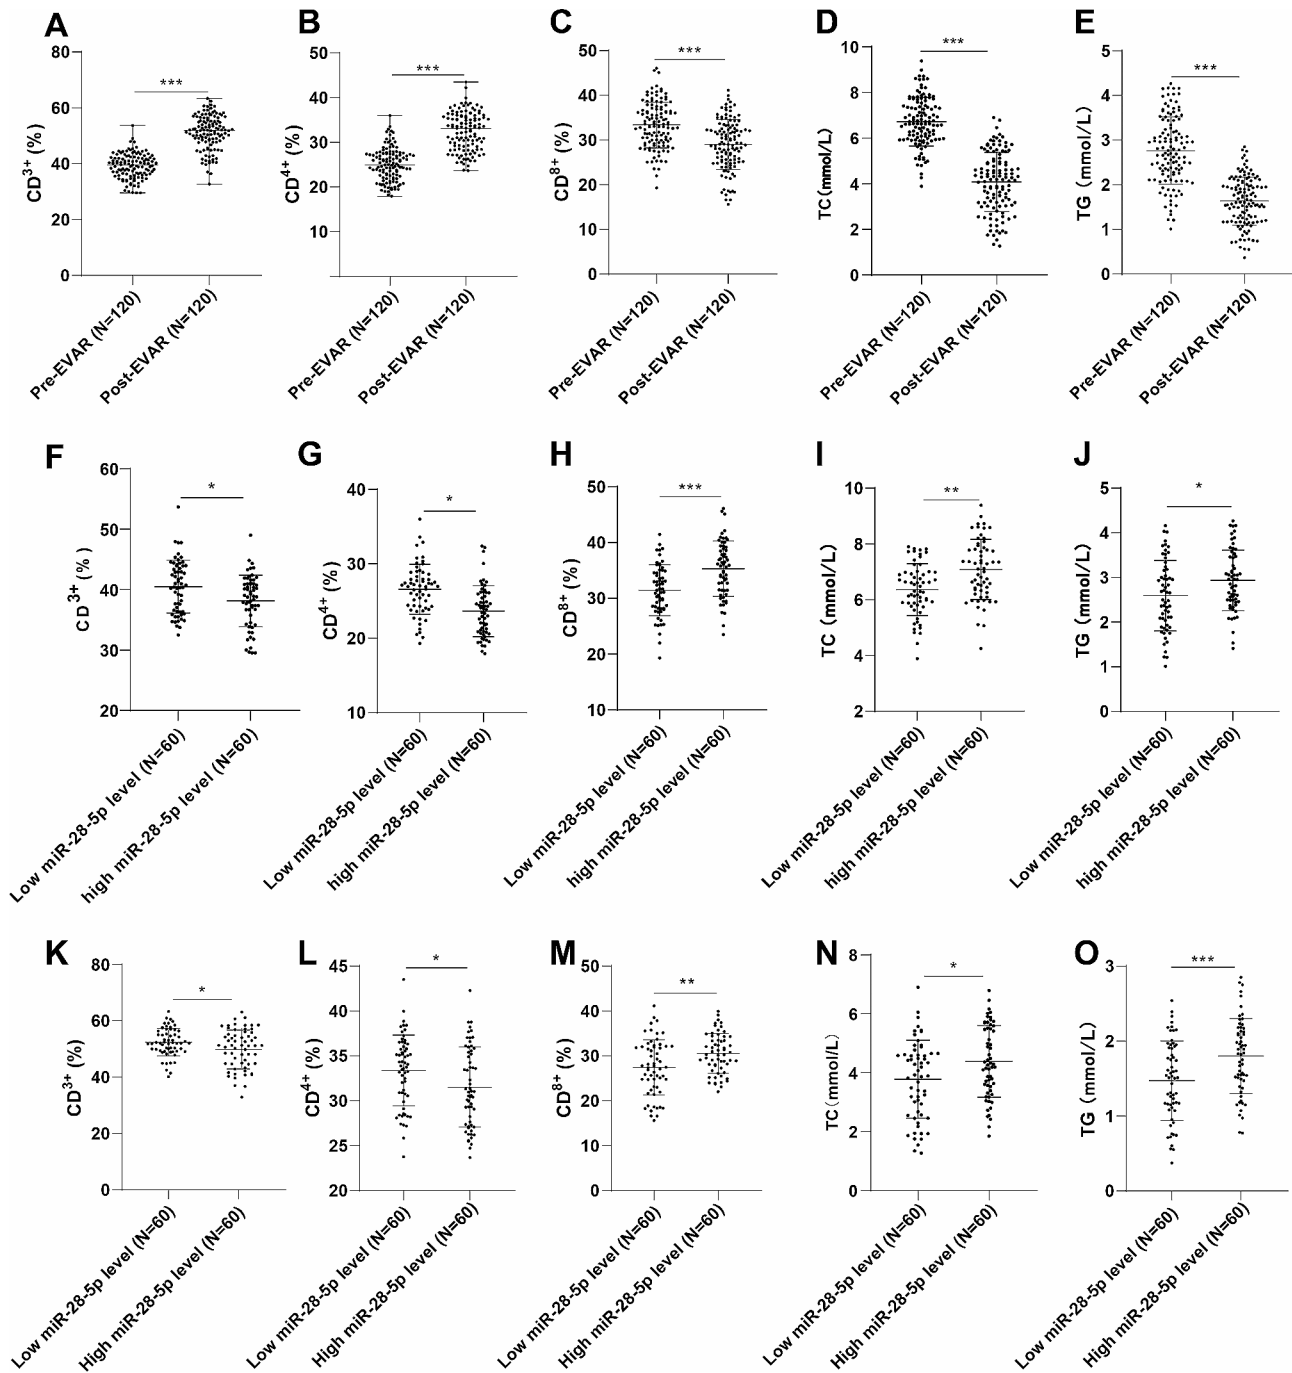 A
CD3+ (%)
80
60
40
20
0
***
Pre-EVAR (N=120)
Post-EVAR (N=120)
B
CD4+ (%)
50
40
30
20
10
***
Pre-EVAR (N=120)
Post-EVAR (N=120)
C
CD8+ (%)
50
40
30
20
10
0
***
Pre-EVAR (N=120)
Post-EVAR (N=120)
D
TC(mmol/L)
10
8
6
4
2
0
***
Pre-EVAR (N=120)
Post-EVAR (N=120)
E
TG (mmol/L)
5
4
3
2
1
0
***
Pre-EVAR (N=120)
Post-EVAR (N=120)
F
CD3+ (%)
60
50
40
30
20
*
Low miR-28-5p level (N=60)
high miR-28-5p level (N=60)
G
CD4+ (%)
40
30
20
10
*
Low miR-28-5p level (N=60)
high miR-28-5p level (N=60)
H
CD8+ (%)
50
40
30
20
10
***
Low miR-28-5p level (N=60)
high miR-28-5p level (N=60)
I
TC (mmol/L)
10
8
6
4
2
**
Low miR-28-5p level (N=60)
high miR-28-5p level (N=60)
J
TG (mmol/L)
5
4
3
2
1
0
*
Low miR-28-5p level (N=60)
high miR-28-5p level (N=60)
K
CD3+ (%)
80
60
40
20
0
*
Low miR-28-5p level (N=60)
High miR-28-5p level (N=60)
L
CD4+ (%)
45
40
35
30
25
20
*
Low miR-28-5p level (N=60)
High miR-28-5p level (N=60)
M
CD8+ (%)
50
40
30
20
10
0
**
Low miR-28-5p level (N=60)
High miR-28-5p level (N=60)
N
TC(mmol/L)
8
6
4
2
0
*
Low miR-28-5p level (N=60)
High miR-28-5p level (N=60)
O
TG (mmol/L)
3
2
1
0
***
Low miR-28-5p level (N=60)
High miR-28-5p level (N=60)